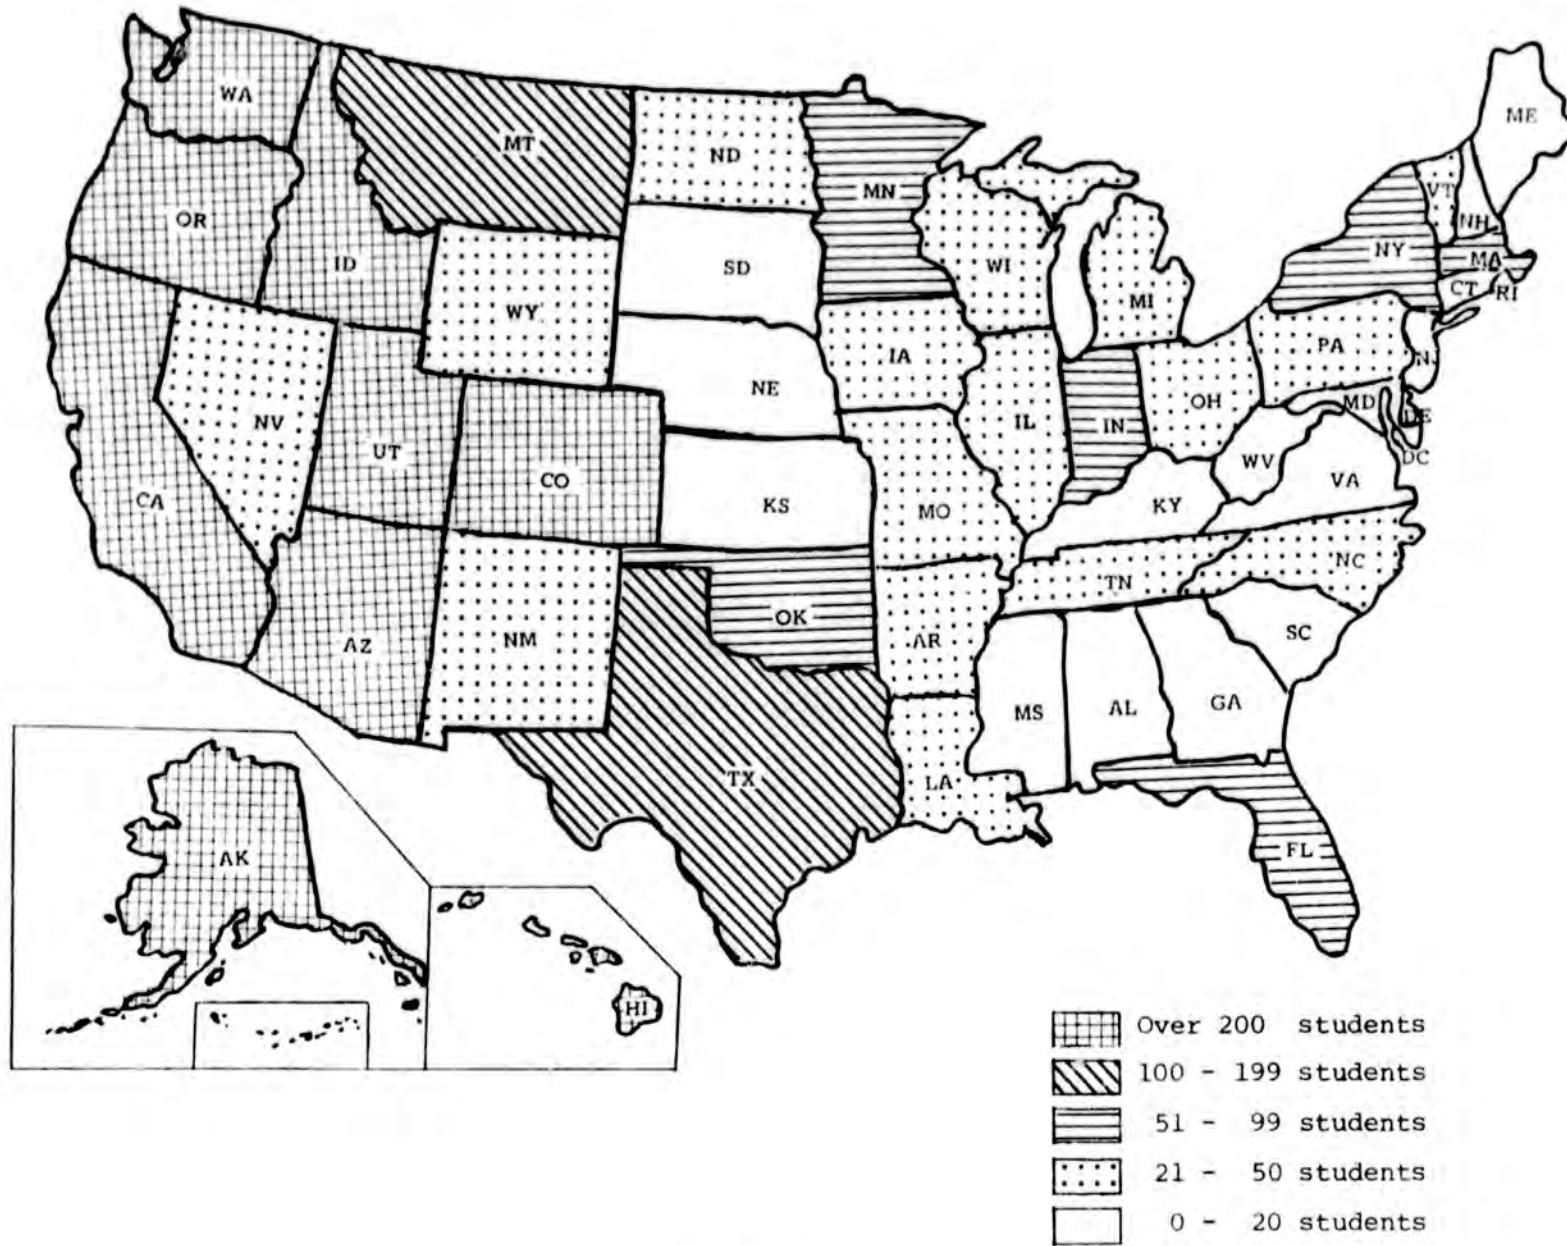 WA
MT
ND
MN
ME
OR
ID
VT
NH
NY
MA
SD
WI
CT
RI
WY
MI
IA
PA
NJ
NE
NV
UT
IL
IN
OH
MD
DE
CO
WV
DC
CA
KS
MO
KY
VA
TN
NC
AZ
NM
OK
AR
SC
MS
AL
GA
TX
LA
AK
FL
HI
Over 200 students
100 - 199 students
51 - 99 students
21 - 50 students
0 - 20 students